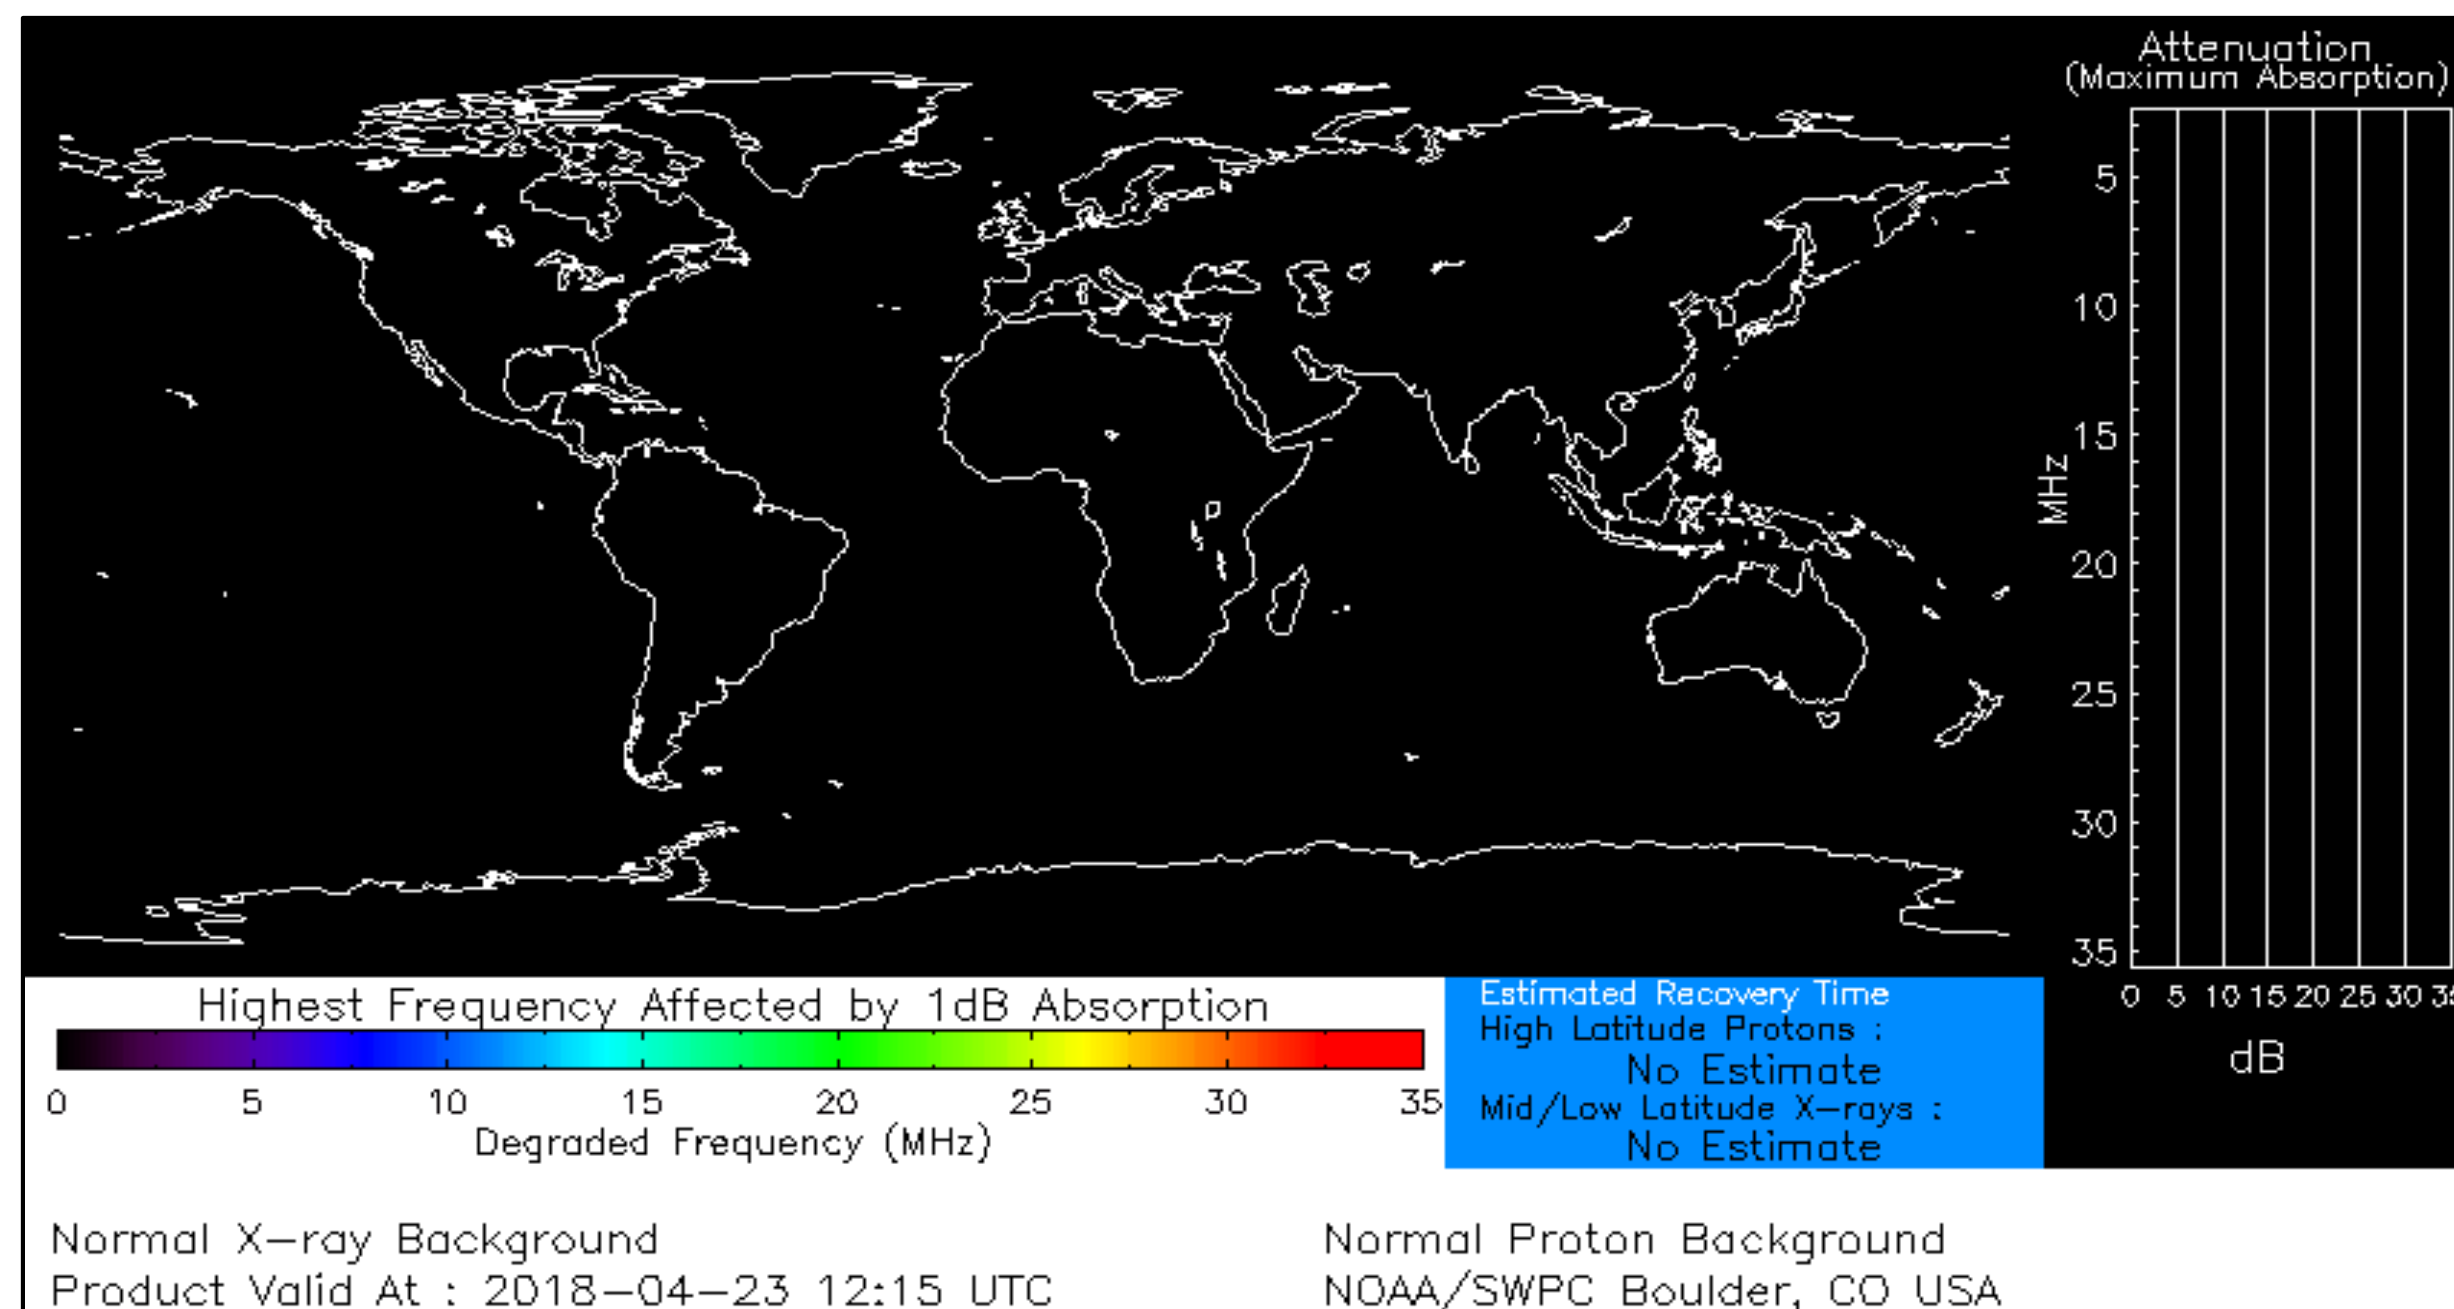 Attenuation
(Maximum Absorption)
5
10
15
20
25
30
35
MHz
0 5 10 15 20 25 30
dB
Highest Frequency Affected by 1dB Absorption
0 5 10 15 20 25 30 35
Degraded Frequency (MHz)
Estimated Recovery Time
High Latitude Protons :
No Estimate
Mid/Low Latitude X-rays :
No Estimate
Normal X-ray Background
Normal Proton Background
Product Valid At : 2018-04-23 12:15 UTC
NOAA/SWPC Boulder, CO USA